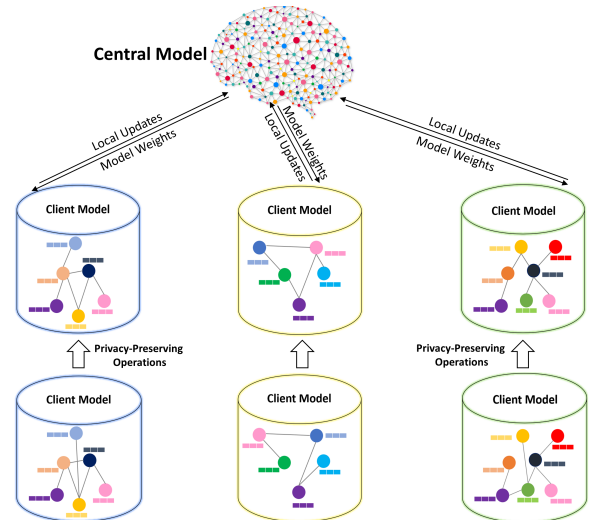 Central Model
Local Updates
Model Weights
Model Weights
Local Updates
Local Updates
Model Weights
Client Model
Client Model
Client Model
Privacy-Preserving
Operations
Privacy-Preserving
Operations
Client Model
Client Model
Client Model